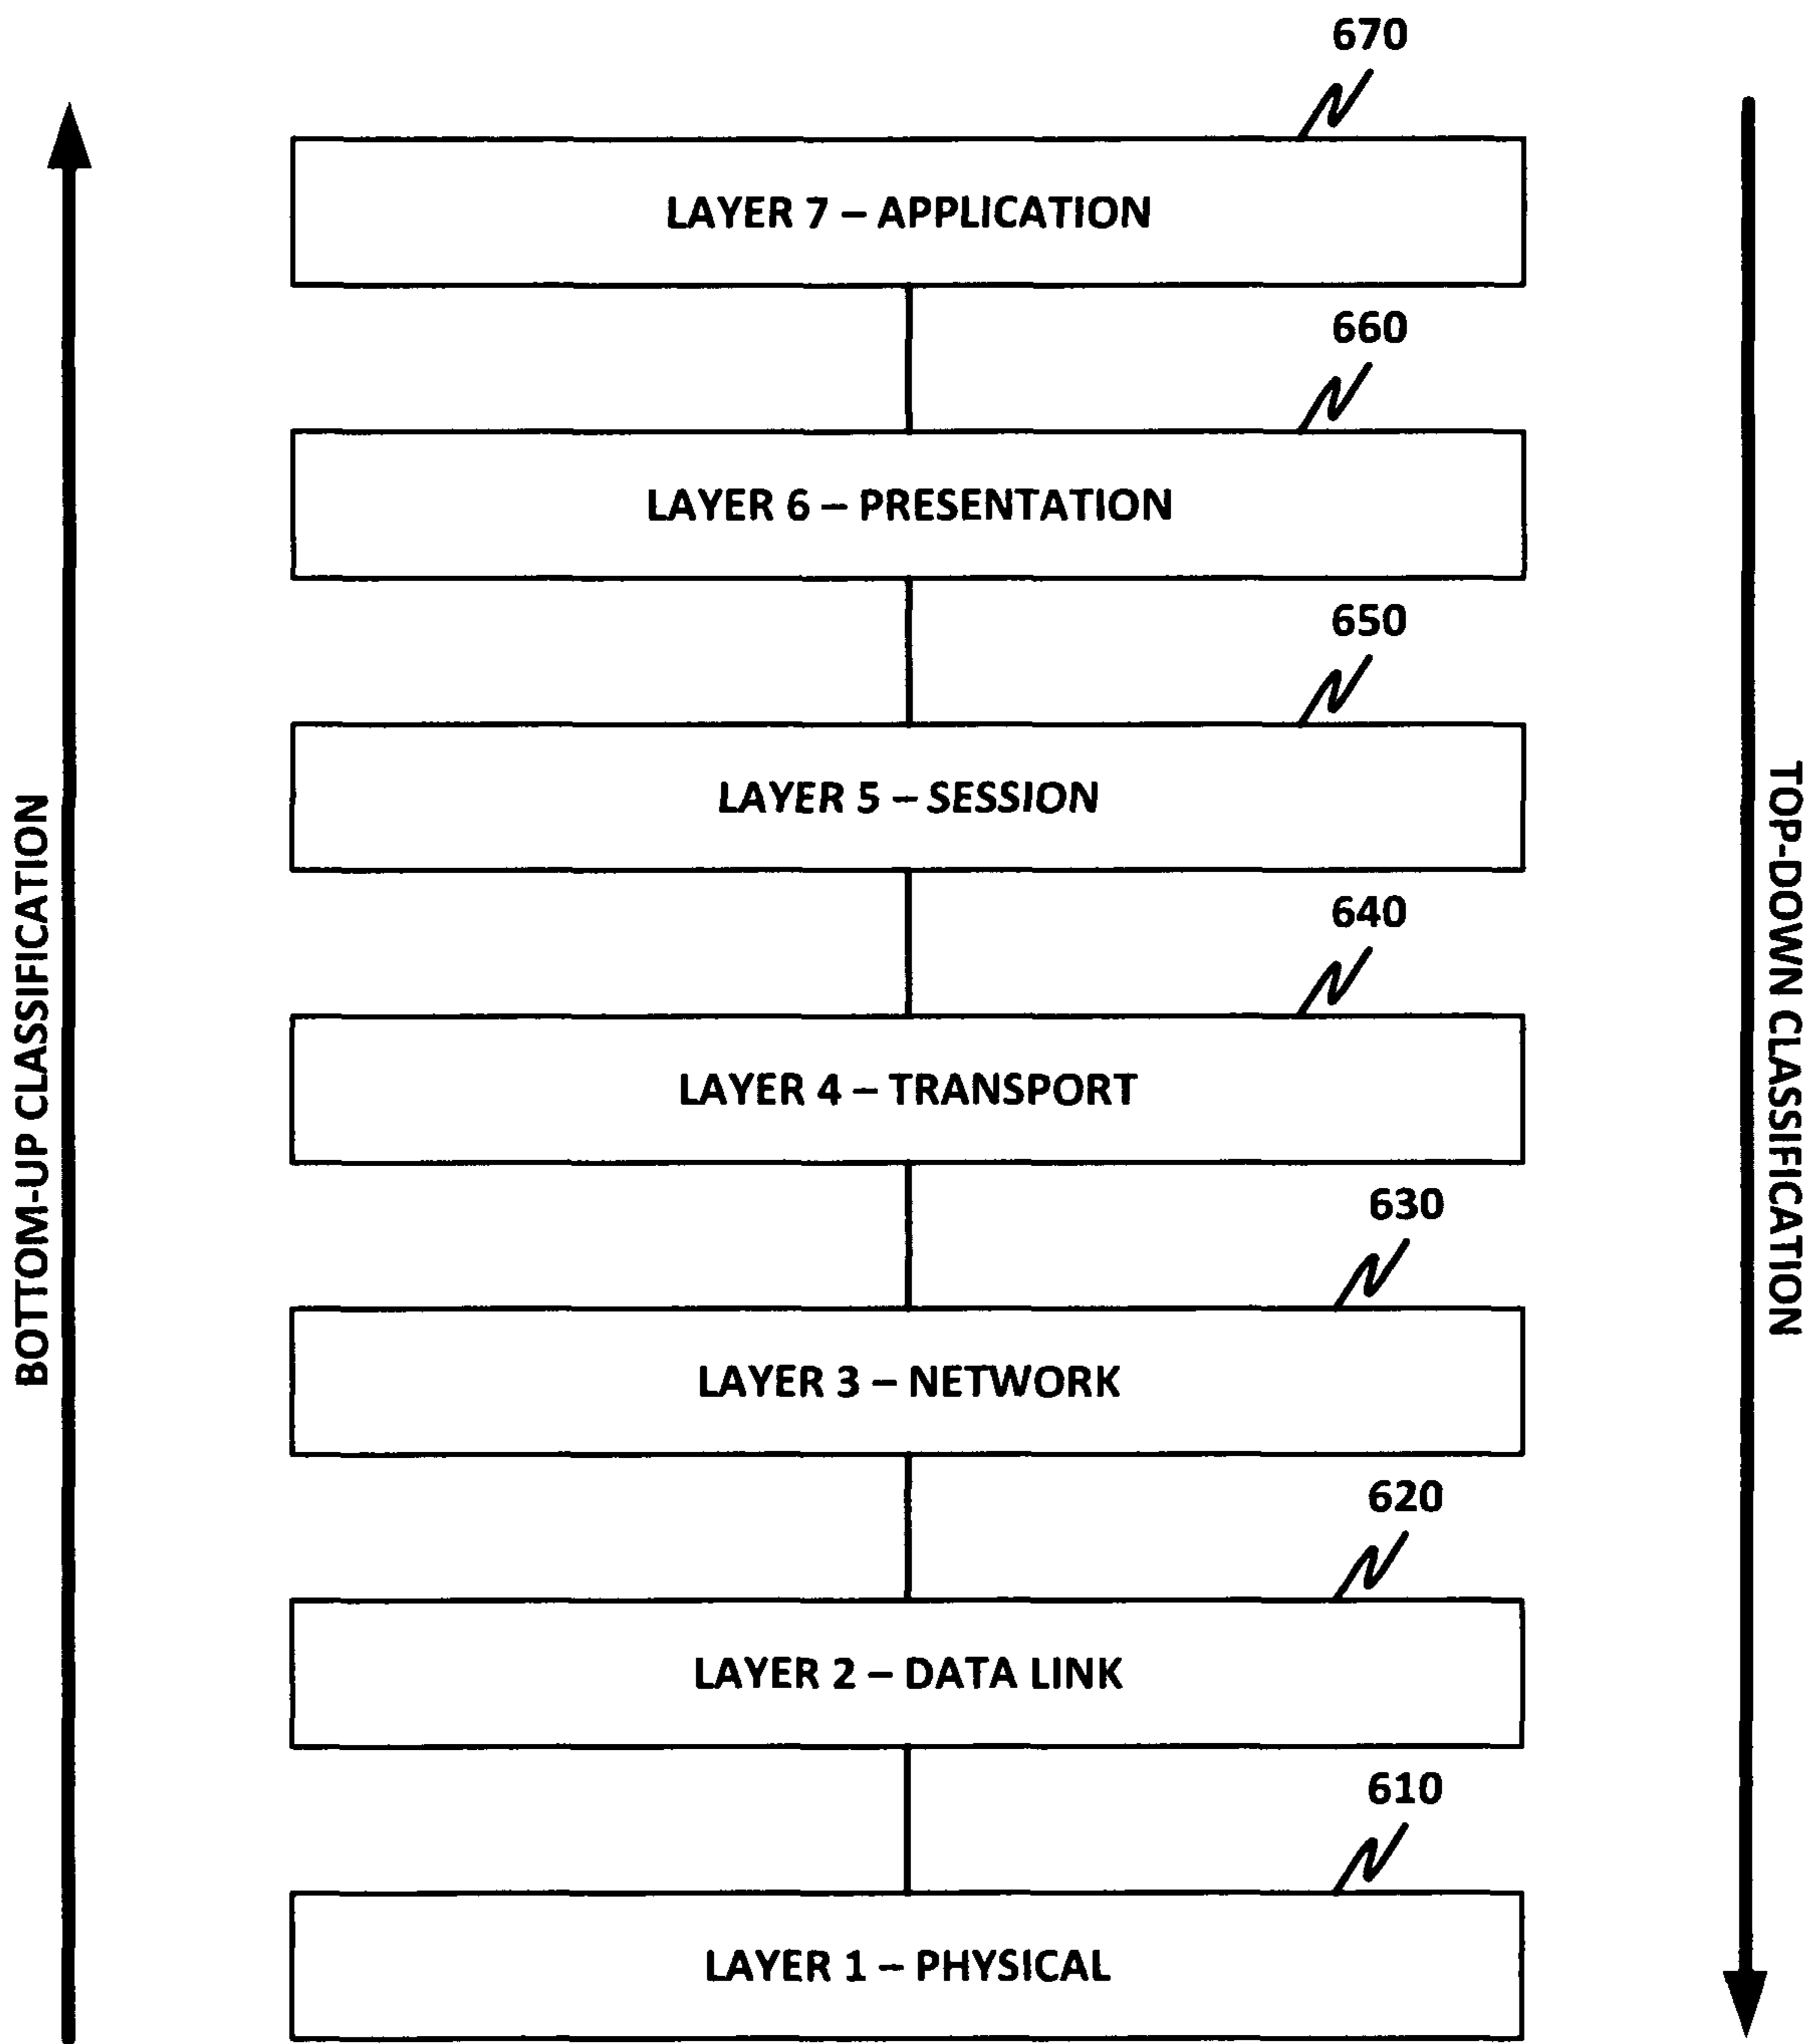 670
LAYER 7 – APPLICATION
660
LAYER 6 – PRESENTATION
650
LAYER 5 – SESSION
640
LAYER 4 – TRANSPORT
630
LAYER 3 – NETWORK
620
LAYER 2 – DATA LINK
610
LAYER 1 – PHYSICAL
BOTTOM-UP CLASSIFICATION
TOP-DOWN CLASSIFICATION